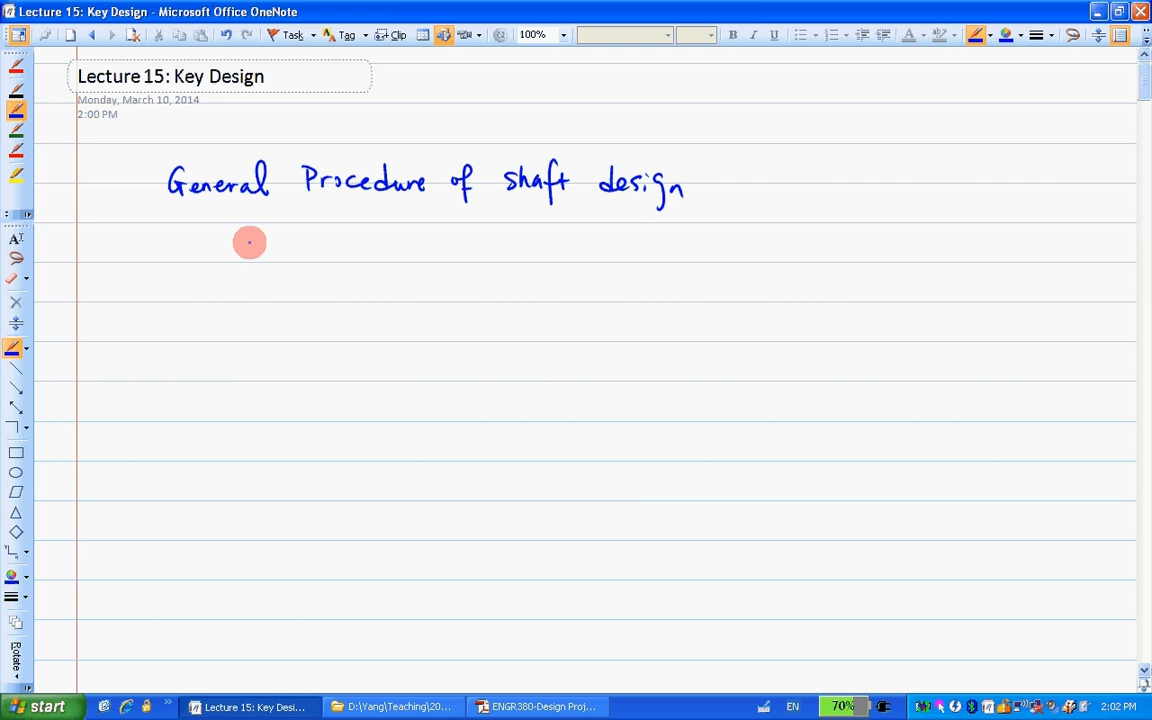 Lecture 15: Key Design - Microsoft Office OneNote
Task Tag Clip 100% B I U
Lecture 15: Key Design
Monday, March 10, 2014
2:00 PM
General Procedure of shaft design
Rotate
start Lecture 15: Key Desi... D:\Yang\Teaching\20... ENGR380-Design Proj... EN 70% 2:02 PM